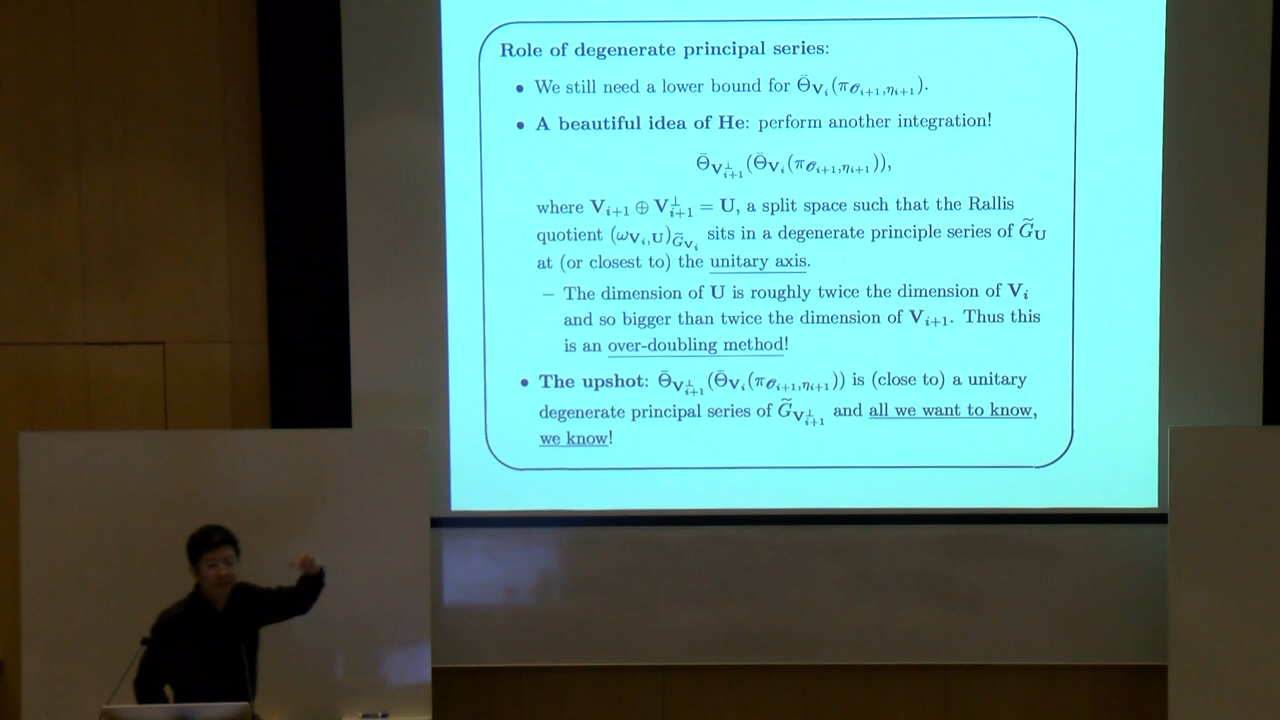 Role of degenerate principal series:
• We still need a lower bound for Θ̄_{V_i}(π_{𝒪_{i+1},η_{i+1}}).
• A beautiful idea of He: perform another integration!
Θ̄_{V_{i+1}^⊥}(Θ̄_{V_i}(π_{𝒪_{i+1},η_{i+1}})),
where V_{i+1} ⊕ V_{i+1}^⊥ = U, a split space such that the Rallis
quotient (ω_{V_i,U})_{G̃_{V_i}} sits in a degenerate principle series of G̃_U
at (or closest to) the unitary axis.
– The dimension of U is roughly twice the dimension of V_i
and so bigger than twice the dimension of V_{i+1}. Thus this
is an over-doubling method!
• The upshot: Θ̄_{V_{i+1}^⊥}(Θ̄_{V_i}(π_{𝒪_{i+1},η_{i+1}})) is (close to) a unitary
degenerate principal series of G̃_{V_{i+1}^⊥} and all we want to know,
we know!